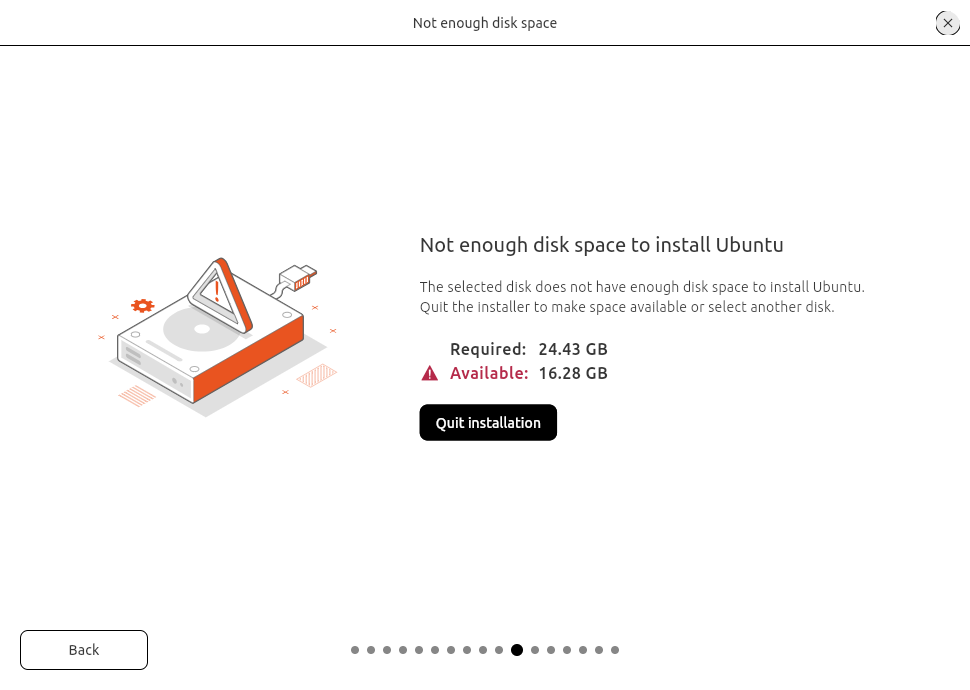 Not enough disk space
Not enough disk space to install Ubuntu
The selected disk does not have enough disk space to install Ubuntu.
Quit the installer to make space available or select another disk.
Required: 24.43 GB
Available: 16.28 GB
Quit installation
Back